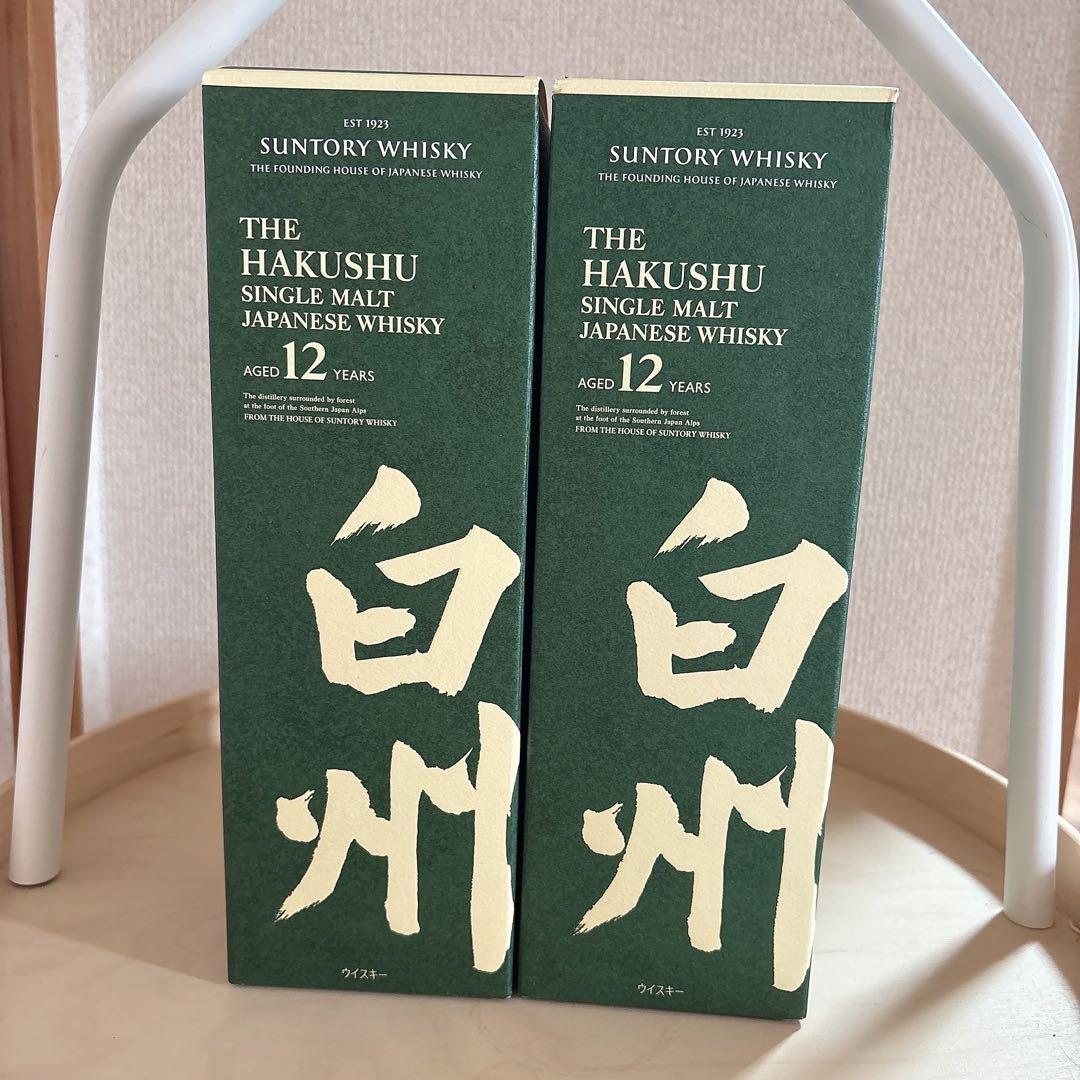 EST 1923
SUNTORY WHISKY
THE FOUNDING HOUSE OF JAPANESE WHISKY
THE
HAKUSHU
SINGLE MALT
JAPANESE WHISKY
AGED 12 YEARS
The distillery surrounded by forest
at the foot of the Southern Japan Alps
FROM THE HOUSE OF SUNTORY WHISKY
白
州
ウイスキー
EST 1923
SUNTORY WHISKY
THE FOUNDING HOUSE OF JAPANESE WHISKY
THE
HAKUSHU
SINGLE MALT
JAPANESE WHISKY
AGED 12 YEARS
The distillery surrounded by forest
at the foot of the Southern Japan Alps
FROM THE HOUSE OF SUNTORY WHISKY
白
州
ウイスキー